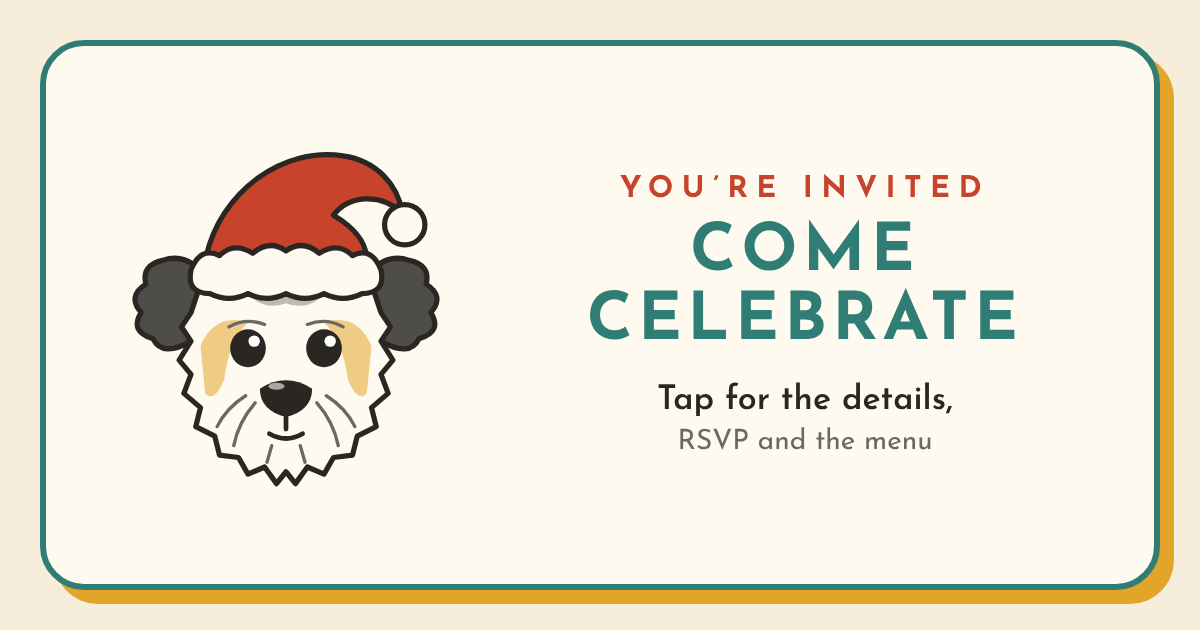 YOU’RE INVITED
COME
CELEBRATE
Tap for the details,
RSVP and the menu